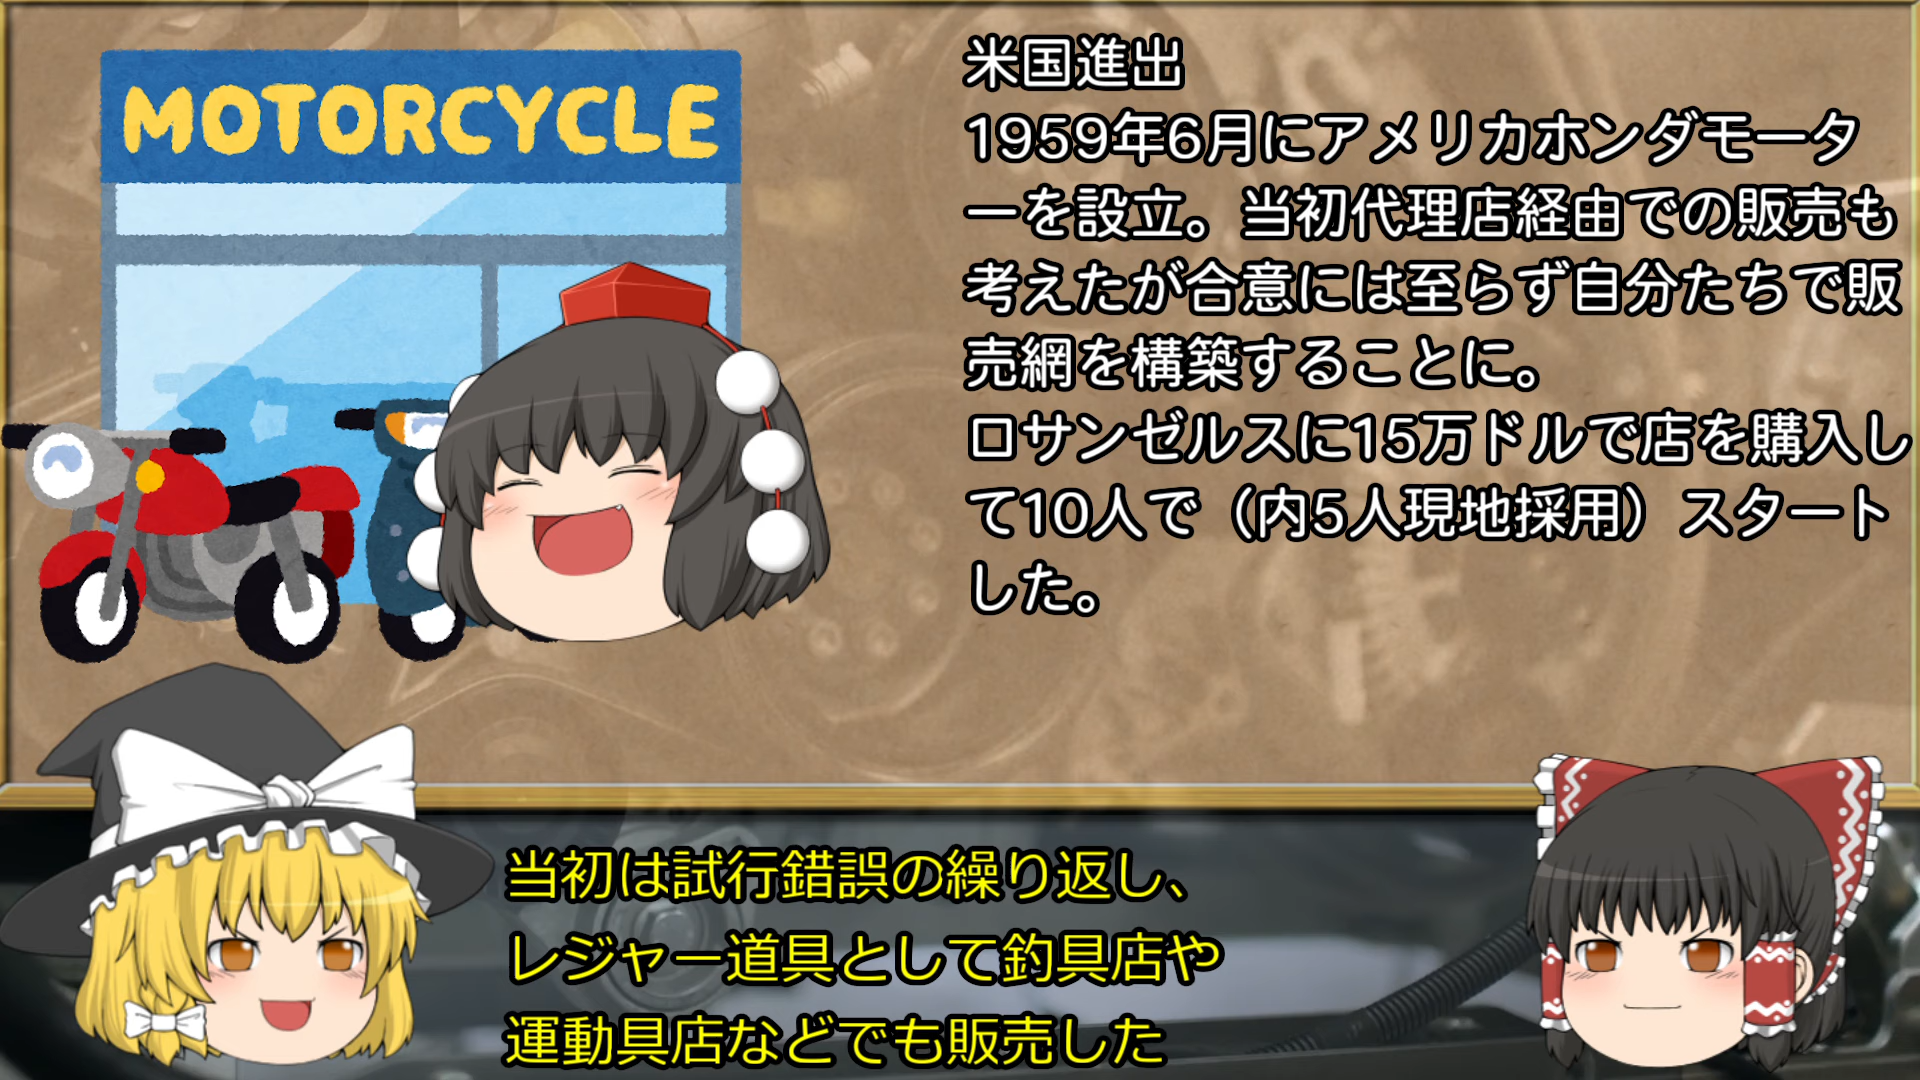 MOTORCYCLE
米国進出
1959年6月にアメリカホンダモータ
ーを設立。当初代理店経由での販売も
考えたが合意には至らず自分たちで販
売網を構築することに。
ロサンゼルスに15万ドルで店を購入し
て10人で（内5人現地採用）スタート
した。
当初は試行錯誤の繰り返し、
レジャー道具として釣具店や
運動具店などでも販売した